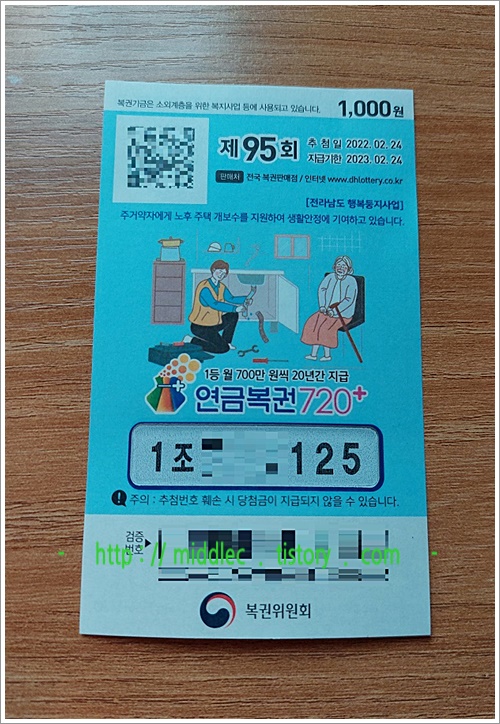 복권기금은 소외계층을 위한 복지사업 등에 사용되고 있습니다. 1,000원
제95회 추 첨 일 2022. 02. 24
지급기한 2023. 02. 24
판매처 전국 복권판매점 / 인터넷 www.dhlottery.co.kr
[전라남도 행복둥지사업]
주거약자에게 노후 주택 개보수를 지원하여 생활안정에 기여하고 있습니다.
1등 월 700만 원씩 20년간 지급
연금복권720+
1조 125
주의 : 추첨번호 훼손 시 당첨금이 지급되지 않을 수 있습니다.
검증
번호
- http://middlec.tistory.com -
복권위원회